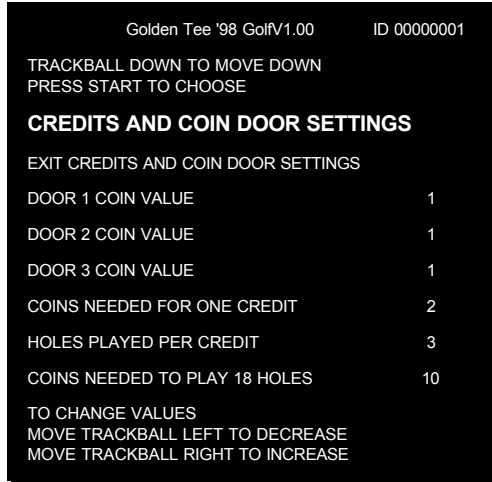 Golden Tee '98 GolfV1.00 ID 00000001
TRACKBALL DOWN TO MOVE DOWN
PRESS START TO CHOOSE
CREDITS AND COIN DOOR SETTINGS
EXIT CREDITS AND COIN DOOR SETTINGS
DOOR 1 COIN VALUE 1
DOOR 2 COIN VALUE 1
DOOR 3 COIN VALUE 1
COINS NEEDED FOR ONE CREDIT 2
HOLES PLAYED PER CREDIT 3
COINS NEEDED TO PLAY 18 HOLES 10
TO CHANGE VALUES
MOVE TRACKBALL LEFT TO DECREASE
MOVE TRACKBALL RIGHT TO INCREASE